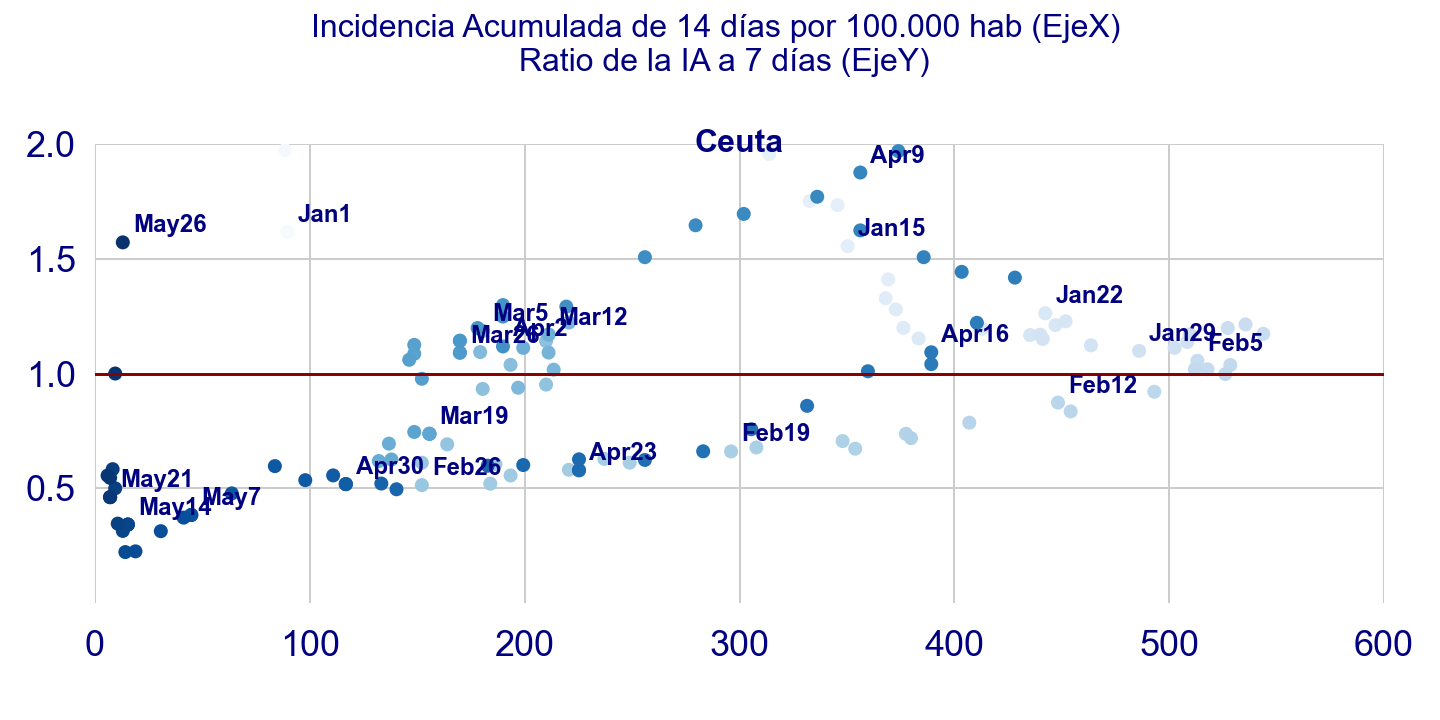 Incidencia Acumulada de 14 días por 100.000 hab (EjeX)
Ratio de la IA a 7 días (EjeY)
Ceuta
2.0
Apr9
May26
Jan1
Jan15
1.5
Jan22
Mar5
Mar12
Apr2
Mar26
Apr16
Jan29
Feb5
1.0
Feb12
Mar19
Feb19
Apr23
Apr30
Feb26
May21
0.5
May7
May14
0
100
200
300
400
500
600